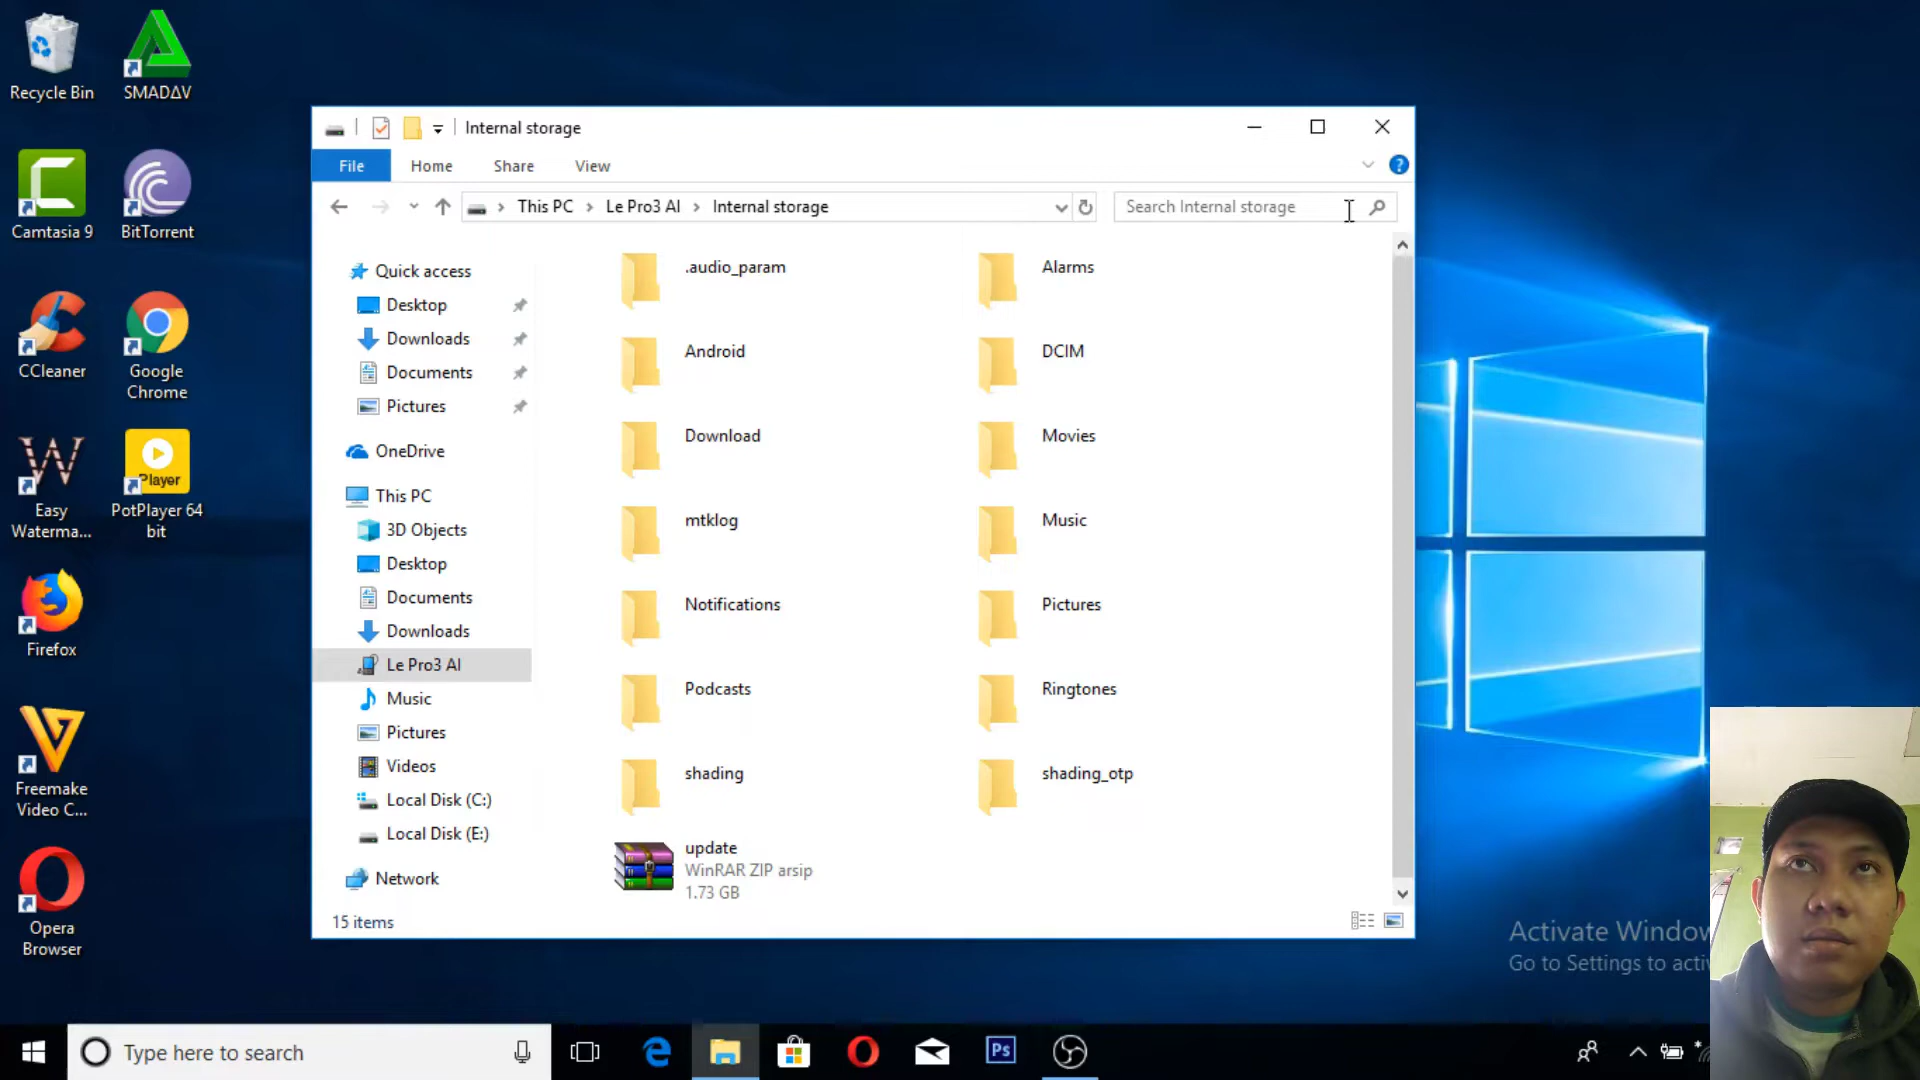 Recycle Bin
SMADΔV
Camtasia 9
BitTorrent
CCleaner
Google
Chrome
Easy
Waterma...
Player
PotPlayer 64
bit
Firefox
Freemake
Video C...
Opera
Browser
Internal storage
File
Home
Share
View
This PC
Le Pro3 AI
Internal storage
Search Internal storage
Quick access
Desktop
Downloads
Documents
Pictures
OneDrive
This PC
3D Objects
Desktop
Documents
Downloads
Le Pro3 AI
Music
Pictures
Videos
Local Disk (C:)
Local Disk (E:)
Network
.audio_param
Alarms
Android
DCIM
Download
Movies
mtklog
Music
Notifications
Pictures
Podcasts
Ringtones
shading
shading_otp
update
WinRAR ZIP arsip
1.73 GB
15 items
Activate Window
Go to Settings to acti
Type here to search
Ps